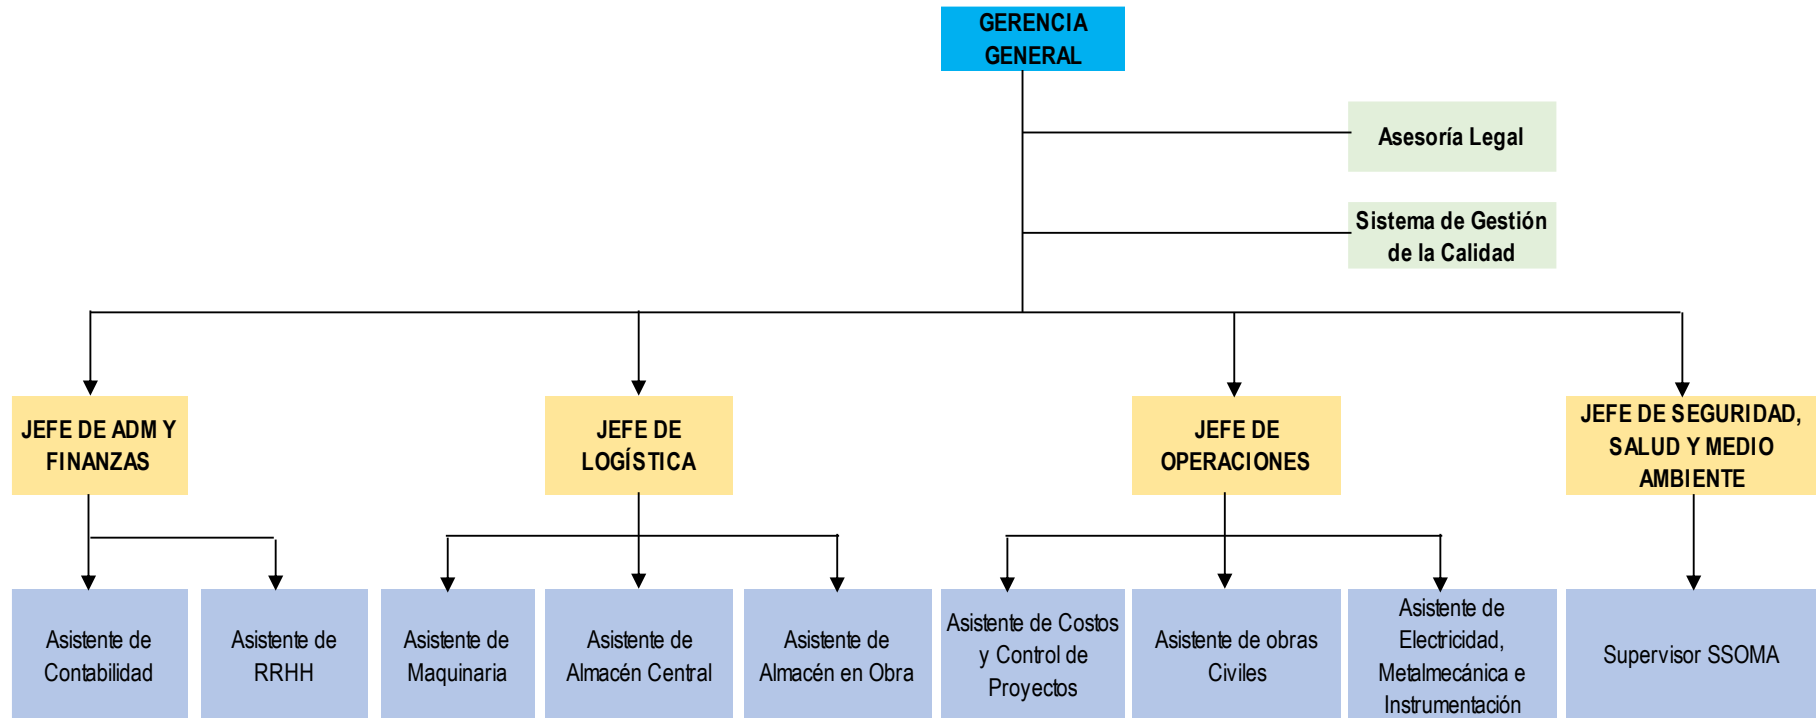 GERENCIA
GENERAL
Asesoría Legal
Sistema de Gestión
de la Calidad
JEFE DE ADM Y
FINANZAS
JEFE DE
LOGÍSTICA
JEFE DE
OPERACIONES
JEFE DE SEGURIDAD,
SALUD Y MEDIO
AMBIENTE
Asistente de
Contabilidad
Asistente de
RRHH
Asistente de
Maquinaria
Asistente de
Almacén Central
Asistente de
Almacén en Obra
Asistente de Costos
y Control de
Proyectos
Asistente de obras
Civiles
Asistente de
Electricidad,
Metalmecánica e
Instrumentación
Supervisor SSOMA